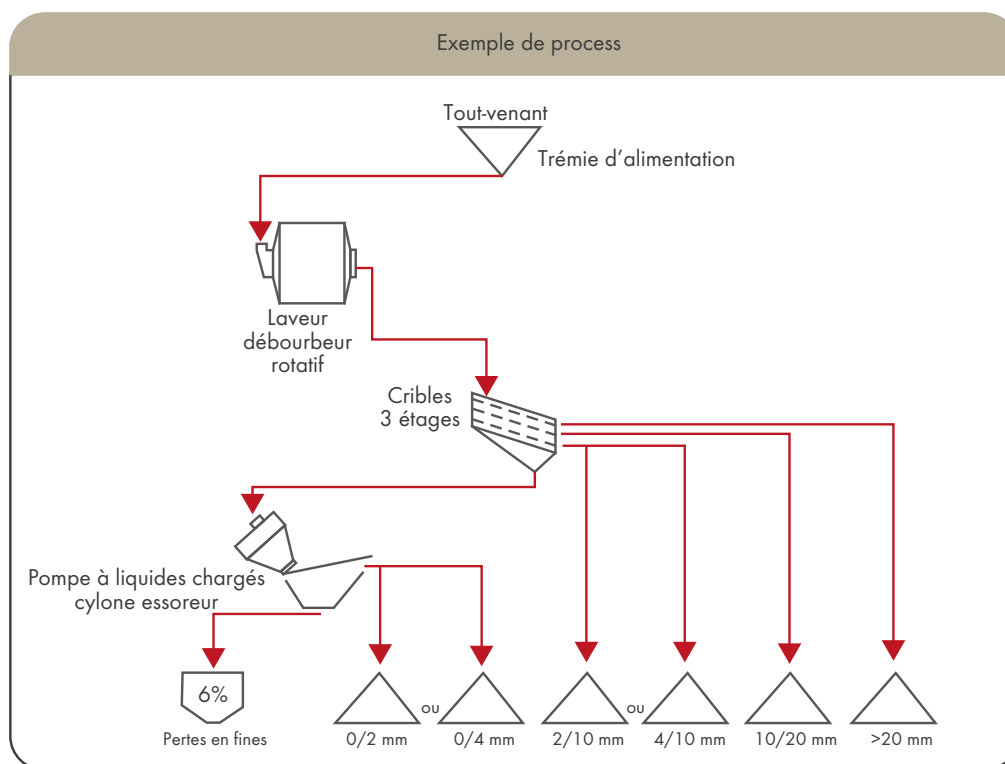 Exemple de process
Tout-venant
Trémie d'alimentation
Laveur
débourbeur
rotatif
Cribles
3 étages
Pompe à liquides chargés
cylone essoreur
6%
ou
ou
Pertes en fines
0/2 mm
0/4 mm
2/10 mm
4/10 mm
10/20 mm
>20 mm